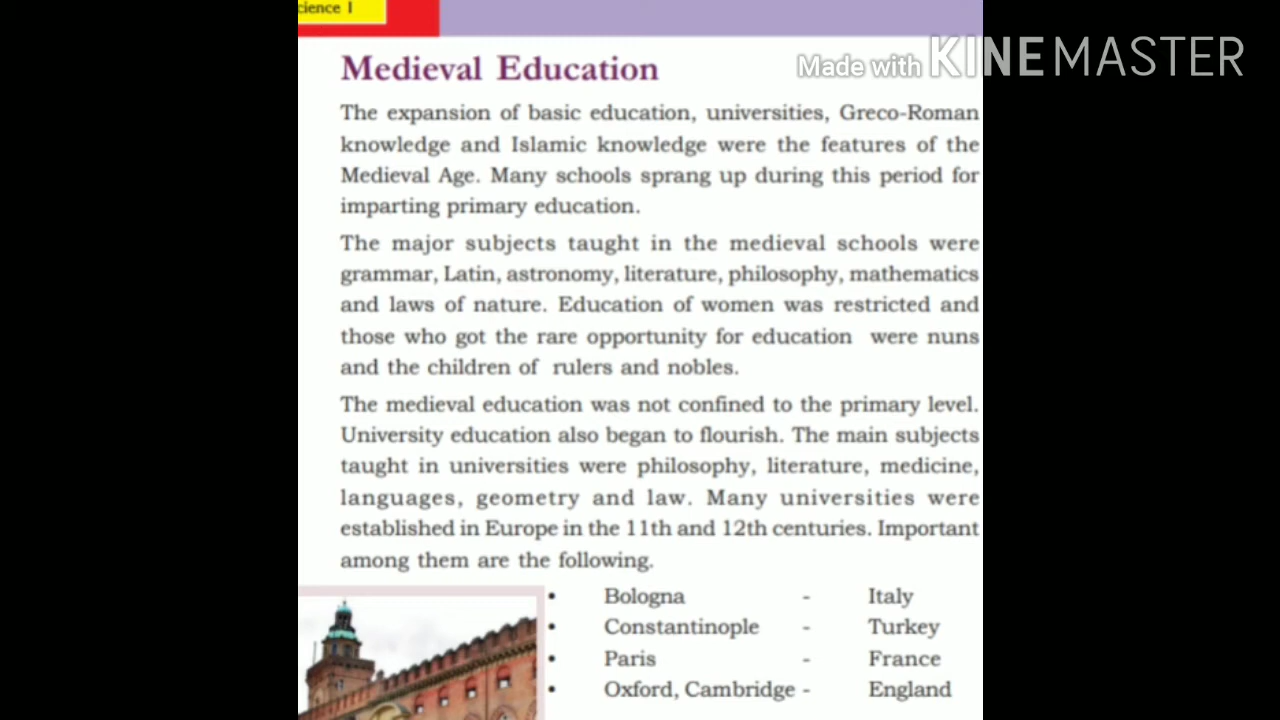 cience I
Made with KINEMASTER
Medieval Education
The expansion of basic education, universities, Greco-Roman
knowledge and Islamic knowledge were the features of the
Medieval Age. Many schools sprang up during this period for
imparting primary education.
The major subjects taught in the medieval schools were
grammar, Latin, astronomy, literature, philosophy, mathematics
and laws of nature. Education of women was restricted and
those who got the rare opportunity for education were nuns
and the children of rulers and nobles.
The medieval education was not confined to the primary level.
University education also began to flourish. The main subjects
taught in universities were philosophy, literature, medicine,
languages, geometry and law. Many universities were
established in Europe in the 11th and 12th centuries. Important
among them are the following.
• Bologna - Italy
• Constantinople - Turkey
• Paris - France
• Oxford, Cambridge - England